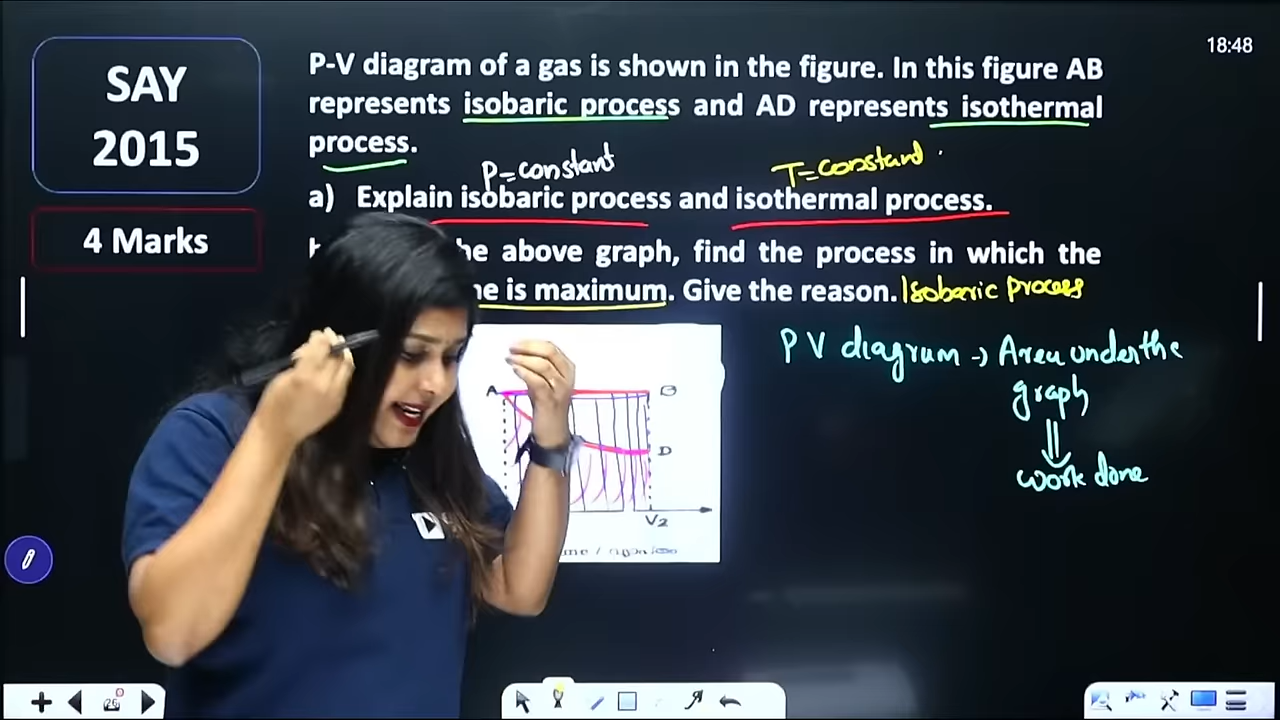 18:48
SAY
2015
4 Marks
P-V diagram of a gas is shown in the figure. In this figure AB
represents isobaric process and AD represents isothermal
process.
P=constant
T=constant
a) Explain isobaric process and isothermal process.
above graph, find the process in which the
is maximum. Give the reason. Isobaric process
PV diagram → Area under the
graph
⇓
work done
A
B
D
V2